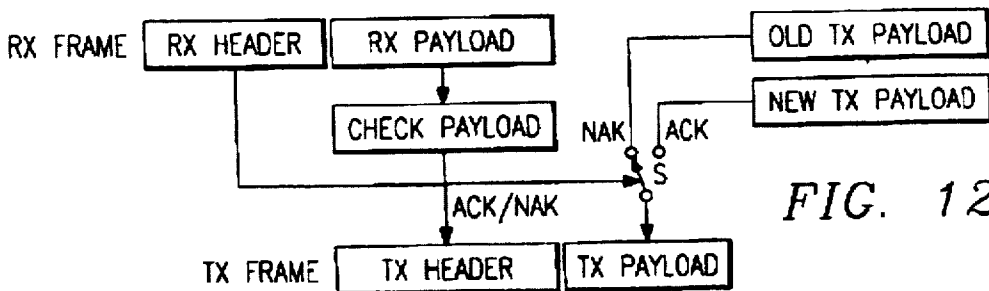 RX FRAME RX HEADER RX PAYLOAD OLD TX PAYLOAD
NEW TX PAYLOAD
CHECK PAYLOAD NAK ACK
S
ACK/NAK
FIG. 12
TX FRAME TX HEADER TX PAYLOAD